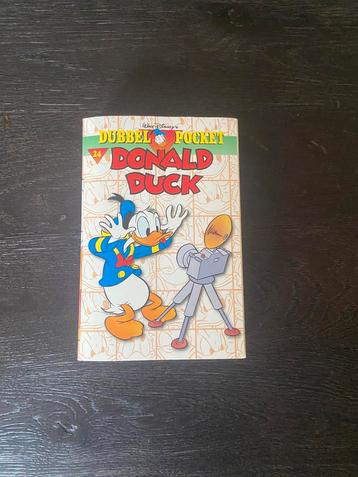 Walt Disney's
DUBBEL POCKET
24
DONALD
DUCK